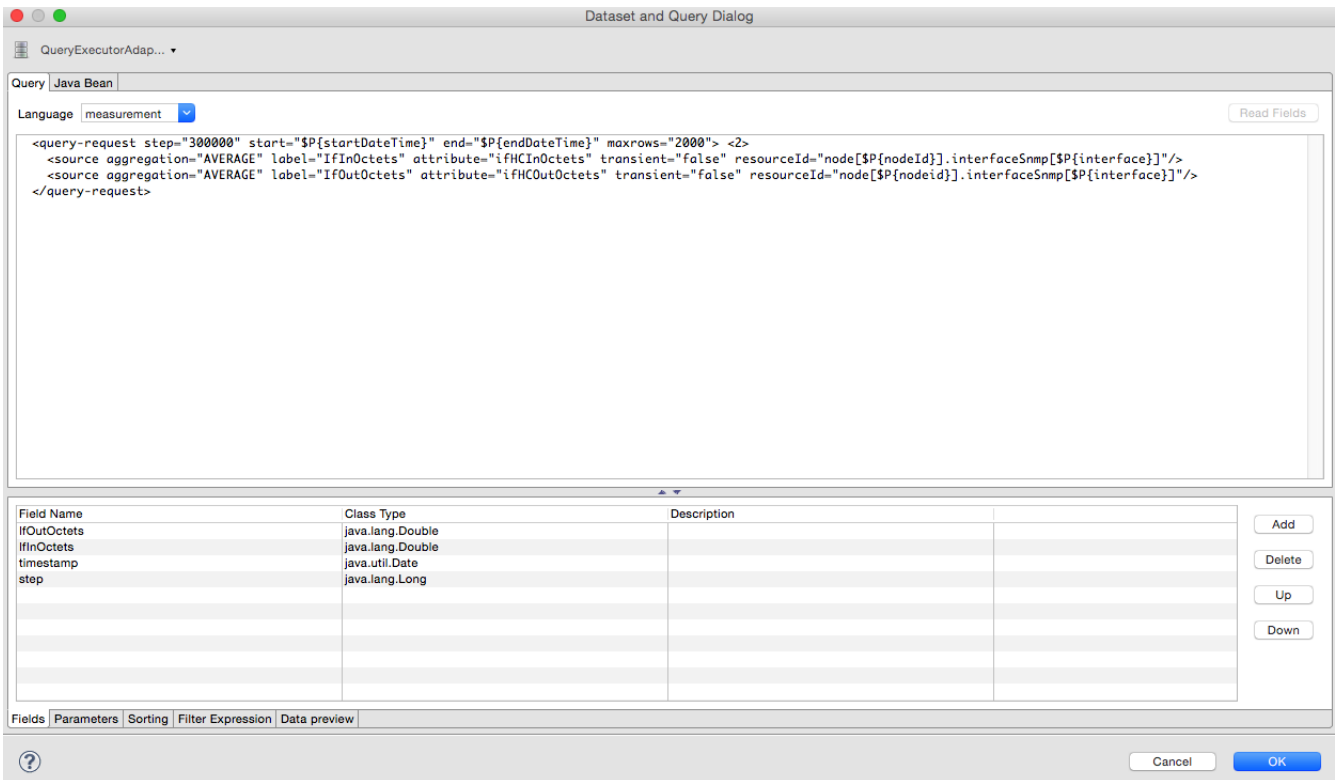 Dataset and Query Dialog
QueryExecutorAdap...
Query Java Bean
Language measurement Read Fields
<query-request step="300000" start="$P{startDateTime}" end="$P{endDateTime}" maxrows="2000"> <2>
<source aggregation="AVERAGE" label="IfInOctets" attribute="ifHCInOctets" transient="false" resourceId="node[$P{nodeId}].interfaceSnmp[$P{interface}]"/>
<source aggregation="AVERAGE" label="IfOutOctets" attribute="ifHCOutOctets" transient="false" resourceId="node[$P{nodeid}].interfaceSnmp[$P{interface}]"/>
</query-request>
Field Name Class Type Description
IfOutOctets java.lang.Double
IfInOctets java.lang.Double
timestamp java.util.Date
step java.lang.Long
Add
Delete
Up
Down
Fields Parameters Sorting Filter Expression Data preview
? Cancel OK